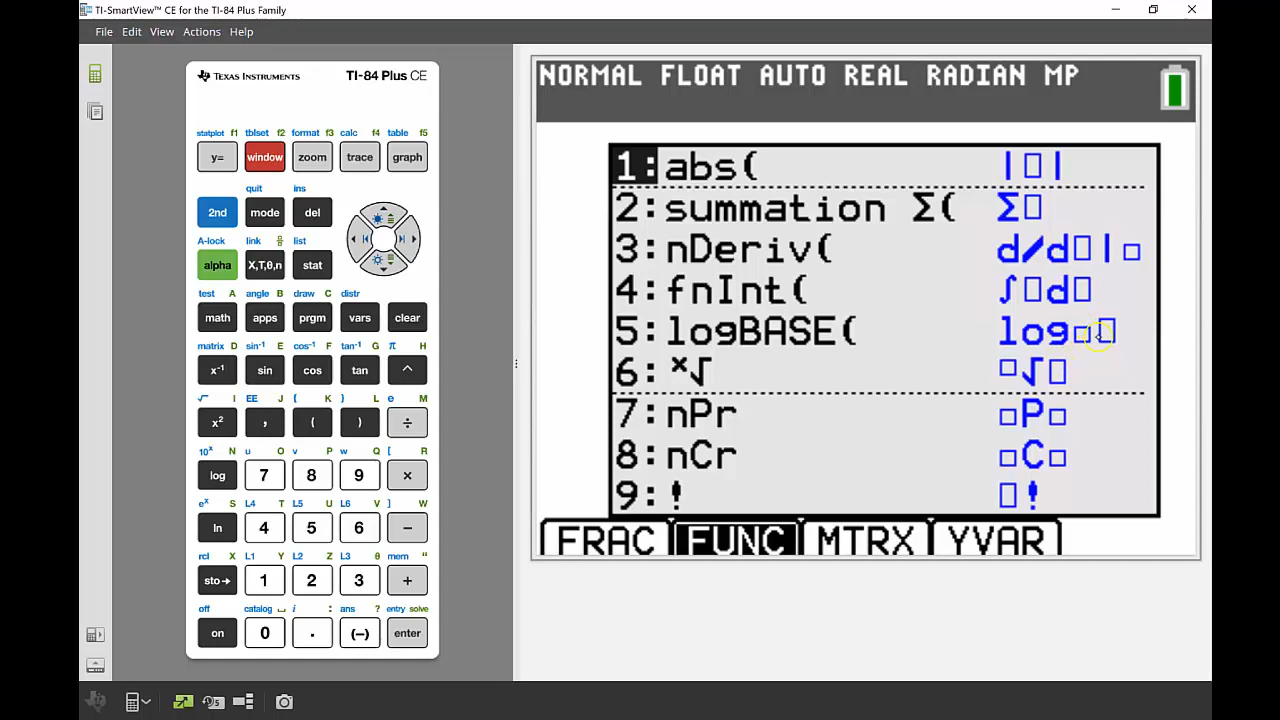 TI-SmartView™ CE for the TI-84 Plus Family
File Edit View Actions Help
TEXAS INSTRUMENTS TI-84 Plus CE
statplot f1 tblset f2 format f3 calc f4 table f5
y= window zoom trace graph
quit ins
2nd mode del
A-lock link list
alpha X,T,θ,n stat
test A angle B draw C distr
math apps prgm vars clear
matrix D sin⁻¹ E cos⁻¹ F tan⁻¹ G π H
x⁻¹ sin cos tan ^
√ I EE J { K } L e M
x² , ( ) ÷
10ˣ N u O v P w Q [ R
log 7 8 9 ×
eˣ S L4 T L5 U L6 V ] W
ln 4 5 6 −
rcl X L1 Y L2 Z L3 θ mem "
sto→ 1 2 3 +
off catalog ␣ i : ans ? entry solve
on 0 . (−) enter
NORMAL FLOAT AUTO REAL RADIAN MP
1:abs( |□|
2:summation Σ( Σ□
3:nDeriv( d/d□|□
4:fnInt( ∫□d□
5:logBASE( log□□
6:ˣ√ □√□
7:nPr □P□
8:nCr □C□
9:! □!
FRAC FUNC MTRX YVAR